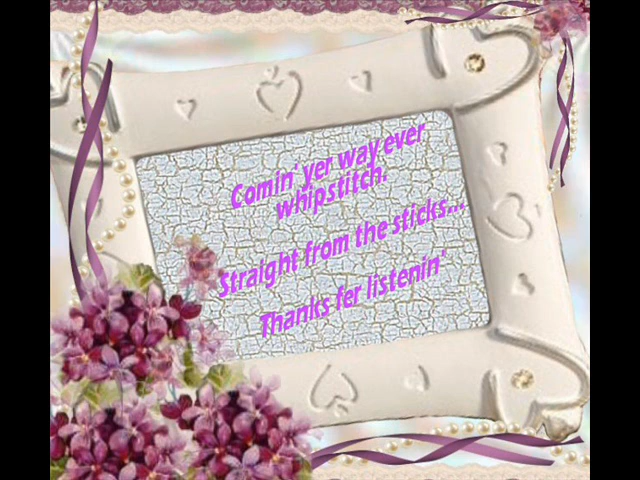 Comin' yer way ever
whipstitch.
Straight from the sticks...
Thanks fer listenin'